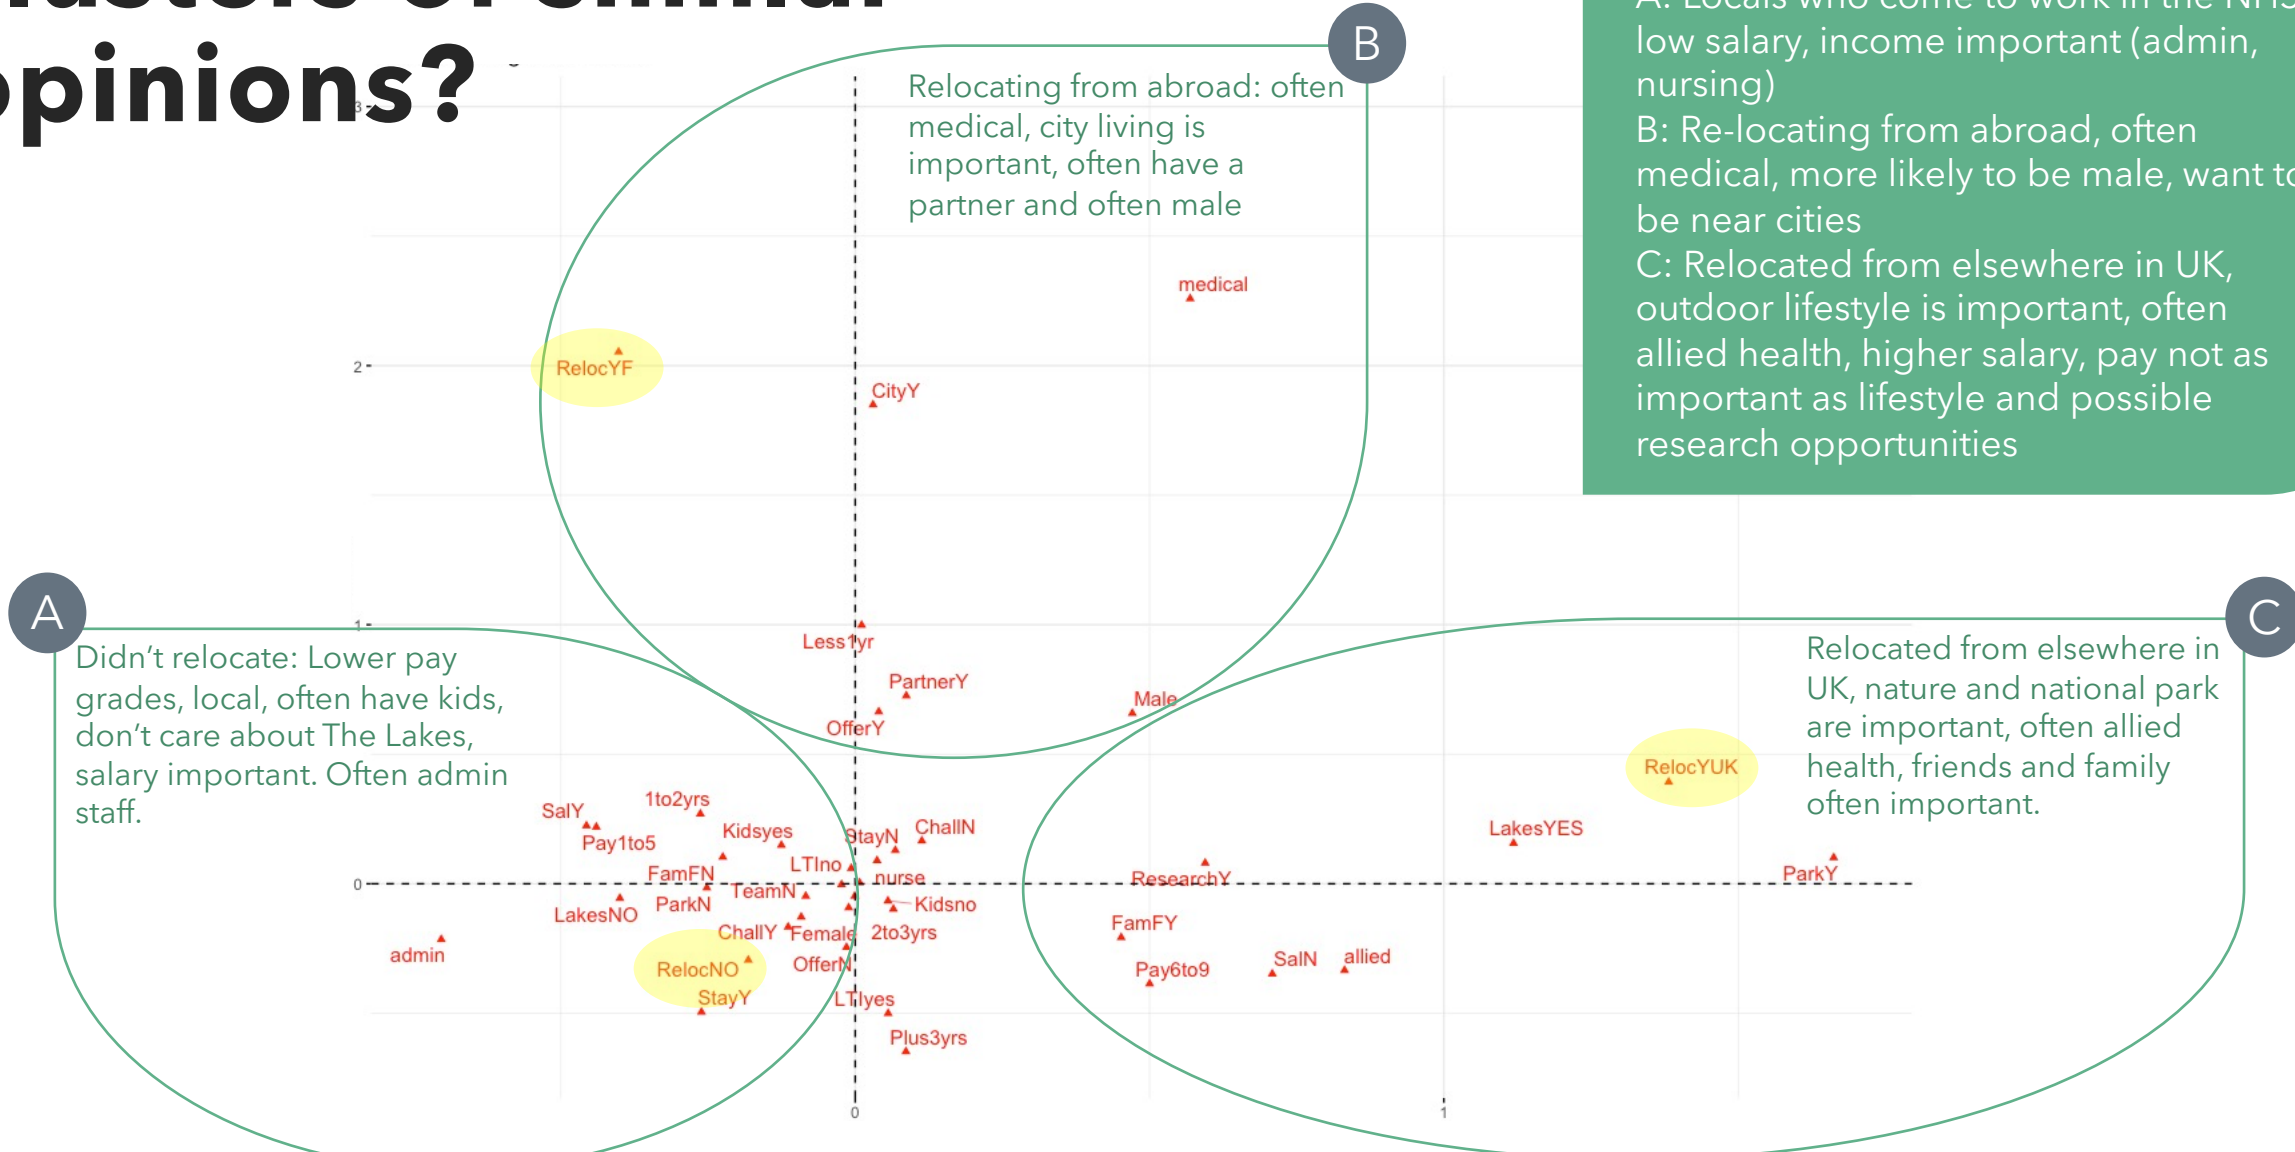 opinions?
A: Locals who come to work in the NHS
low salary, income important (admin,
nursing)
B: Re-locating from abroad, often
medical, more likely to be male, want to
be near cities
C: Relocated from elsewhere in UK,
outdoor lifestyle is important, often
allied health, higher salary, pay not as
important as lifestyle and possible
research opportunities
B
Relocating from abroad: often
medical, city living is
important, often have a
partner and often male
3
medical
RelocYF
2
CityY
1
Less1yr
PartnerY
Male
OfferY
A
Didn't relocate: Lower pay
grades, local, often have kids,
don't care about The Lakes,
salary important. Often admin
staff.
C
Relocated from elsewhere in
UK, nature and national park
are important, often allied
health, friends and family
often important.
RelocYUK
LakesYES
ParkY
ResearchY
FamFY
Pay6to9
SalN
allied
SalY
1to2yrs
Pay1to5
Kidsyes
StayN
ChallN
FamFN
LTIno
nurse
0
ParkN
TeamN
Kidsno
LakesNO
ChallY
Female
2to3yrs
admin
RelocNO
OfferN
StayY
LTIyes
Plus3yrs
0
1